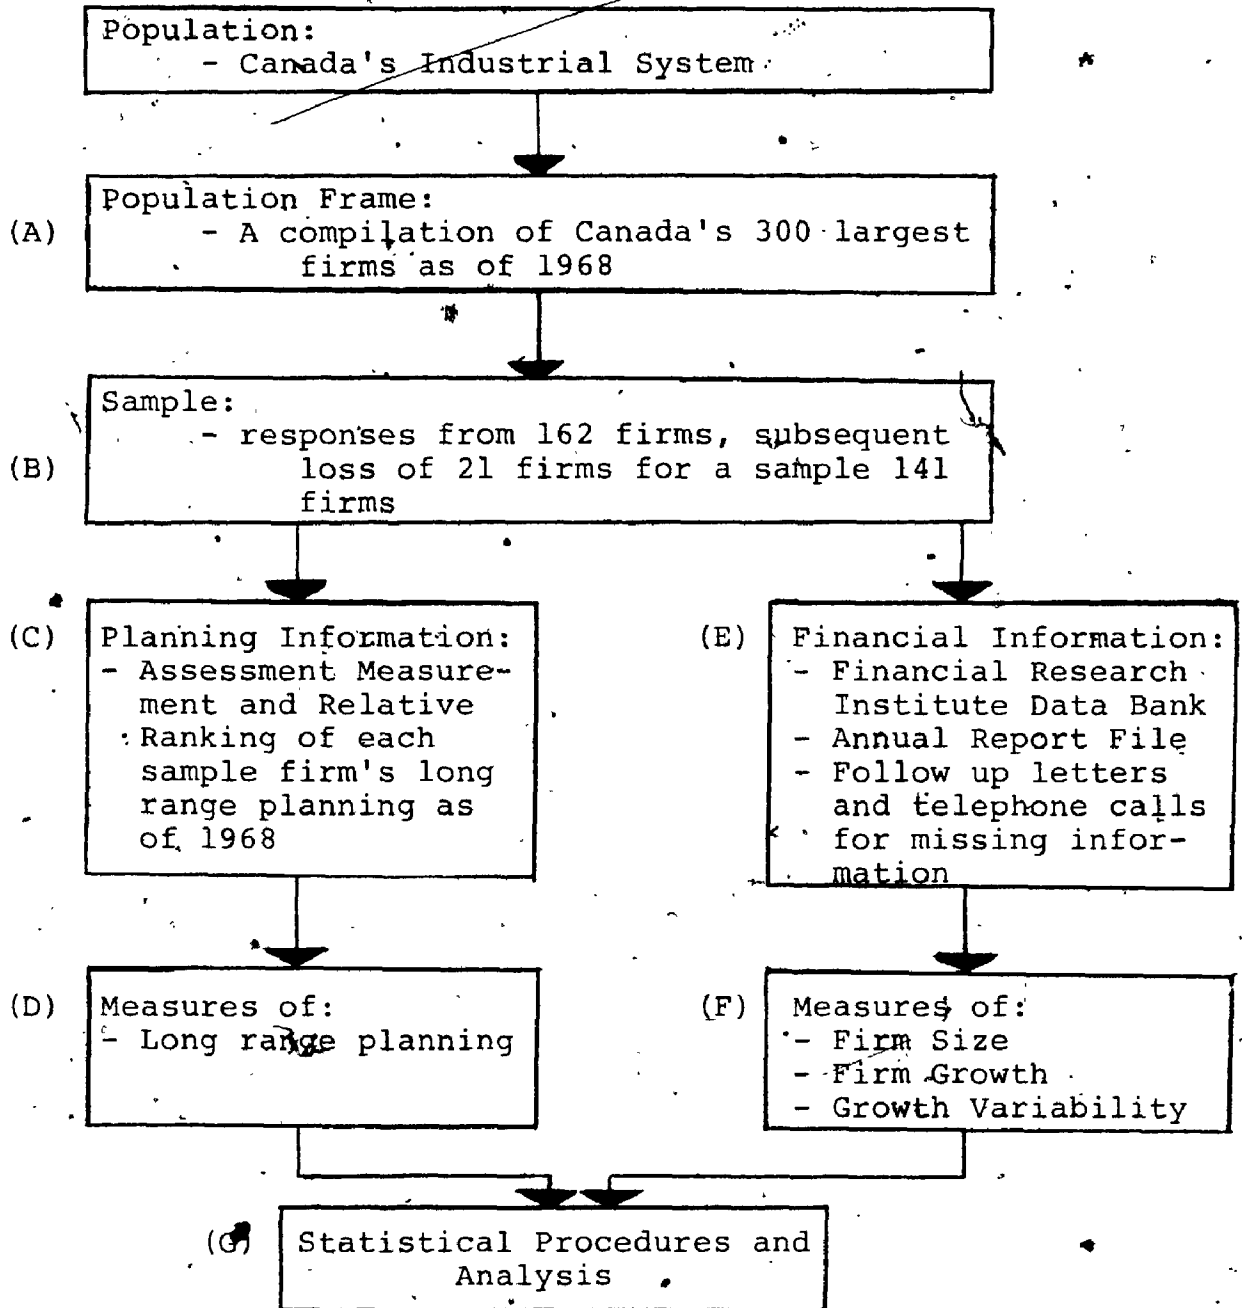 Population:
- Canada's Industrial System
Population Frame:
(A) - A compilation of Canada's 300 largest
firms as of 1968
Sample:
- responses from 162 firms, subsequent
(B) loss of 21 firms for a sample 141
firms
(C) Planning Information:
- Assessment Measure-
ment and Relative
Ranking of each
sample firm's long
range planning as
of 1968
(E) Financial Information:
- Financial Research
Institute Data Bank
- Annual Report File
- Follow up letters
and telephone calls
for missing infor-
mation
(D) Measures of:
- Long range planning
(F) Measures of:
- Firm Size
- Firm Growth
- Growth Variability
(G) Statistical Procedures and
Analysis